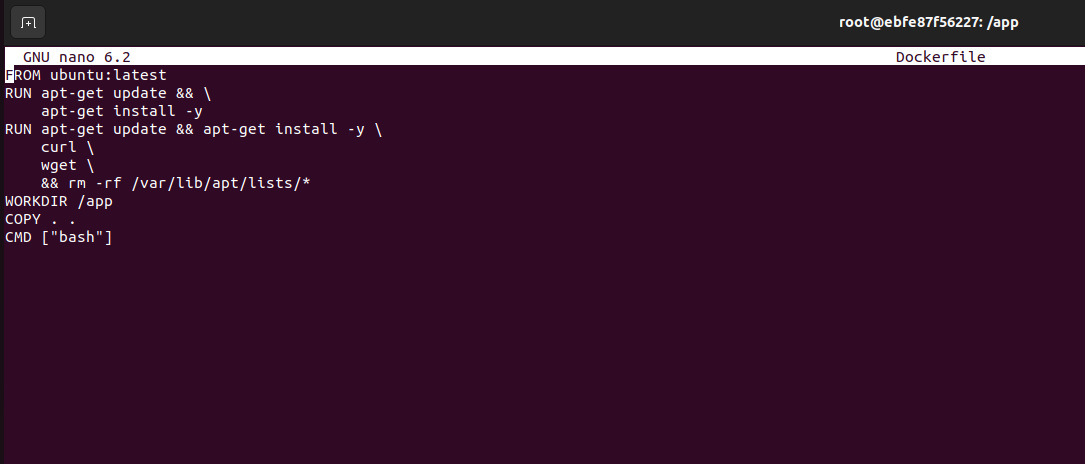 root@ebfe87f56227: /app
GNU nano 6.2 Dockerfile
FROM ubuntu:latest
RUN apt-get update && \
    apt-get install -y
RUN apt-get update && apt-get install -y \
    curl \
    wget \
    && rm -rf /var/lib/apt/lists/*
WORKDIR /app
COPY . .
CMD ["bash"]